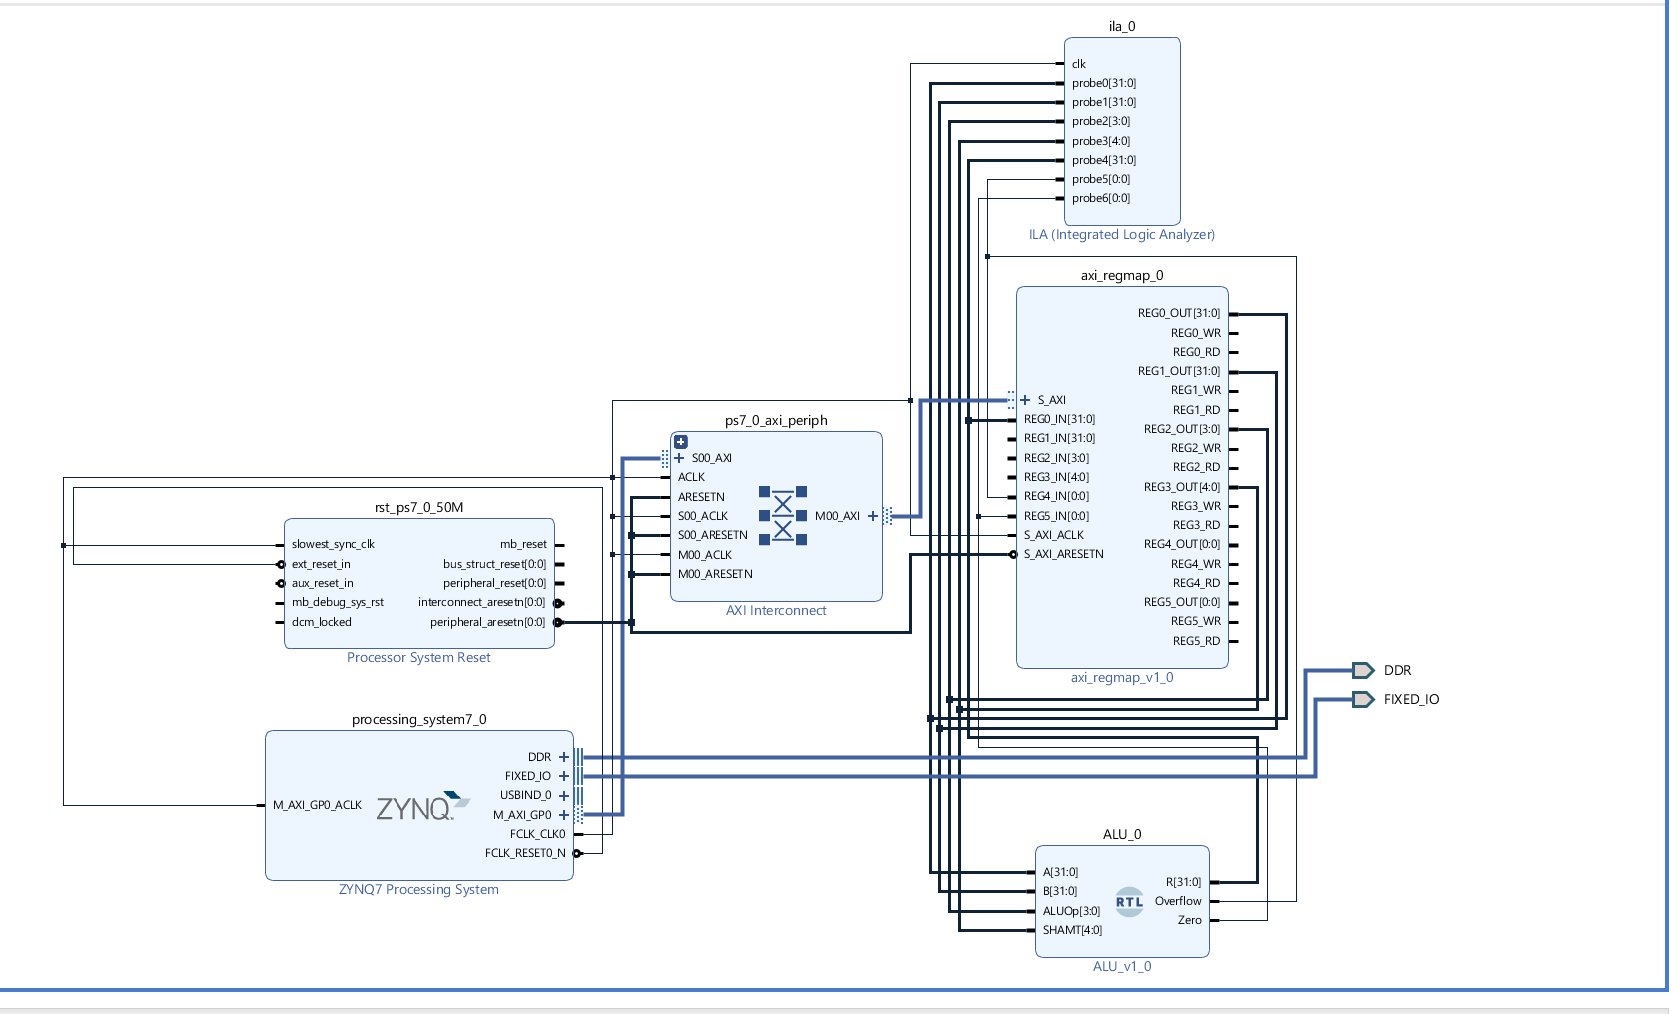 ila_0
clk
probe0[31:0]
probe1[31:0]
probe2[3:0]
probe3[4:0]
probe4[31:0]
probe5[0:0]
probe6[0:0]
ILA (Integrated Logic Analyzer)
axi_regmap_0
S_AXI
REG0_IN[31:0]
REG1_IN[31:0]
REG2_IN[3:0]
REG3_IN[4:0]
REG4_IN[0:0]
REG5_IN[0:0]
S_AXI_ACLK
S_AXI_ARESETN
REG0_OUT[31:0]
REG0_WR
REG0_RD
REG1_OUT[31:0]
REG1_WR
REG1_RD
REG2_OUT[3:0]
REG2_WR
REG2_RD
REG3_OUT[4:0]
REG3_WR
REG3_RD
REG4_OUT[0:0]
REG4_WR
REG4_RD
REG5_OUT[0:0]
REG5_WR
REG5_RD
axi_regmap_v1_0
ps7_0_axi_periph
S00_AXI
ACLK
ARESETN
S00_ACLK
S00_ARESETN
M00_ACLK
M00_ARESETN
M00_AXI
AXI Interconnect
rst_ps7_0_50M
slowest_sync_clk
ext_reset_in
aux_reset_in
mb_debug_sys_rst
dcm_locked
mb_reset
bus_struct_reset[0:0]
peripheral_reset[0:0]
interconnect_aresetn[0:0]
peripheral_aresetn[0:0]
Processor System Reset
processing_system7_0
M_AXI_GP0_ACLK
ZYNQ
DDR
FIXED_IO
USBIND_0
M_AXI_GP0
FCLK_CLK0
FCLK_RESET0_N
ZYNQ7 Processing System
DDR
FIXED_IO
ALU_0
A[31:0]
B[31:0]
ALUOp[3:0]
SHAMT[4:0]
RTL
R[31:0]
Overflow
Zero
ALU_v1_0